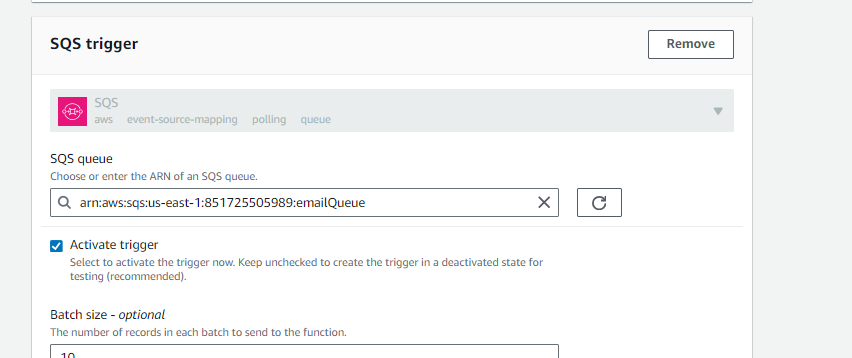 SQS trigger
Remove
SQS
aws event-source-mapping polling queue
SQS queue
Choose or enter the ARN of an SQS queue.
arn:aws:sqs:us-east-1:851725505989:emailQueue
Activate trigger
Select to activate the trigger now. Keep unchecked to create the trigger in a deactivated state for
testing (recommended).
Batch size - optional
The number of records in each batch to send to the function.
10